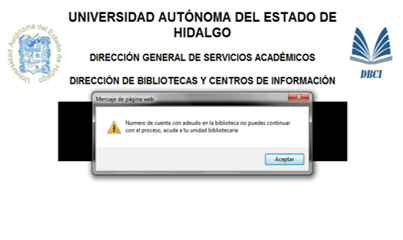 UNIVERSIDAD AUTÓNOMA DEL ESTADO DE
HIDALGO
DIRECCIÓN GENERAL DE SERVICIOS ACADÉMICOS
DIRECCIÓN DE BIBLIOTECAS Y CENTROS DE INFORMACIÓN
Universidad Autónoma del Estado de Hidalgo
DBCI
Mensaje de página web
Numero de cuenta con adeudo en la biblioteca no puedes continuar
con el proceso, acude a tu unidad bibliotecaria
Aceptar